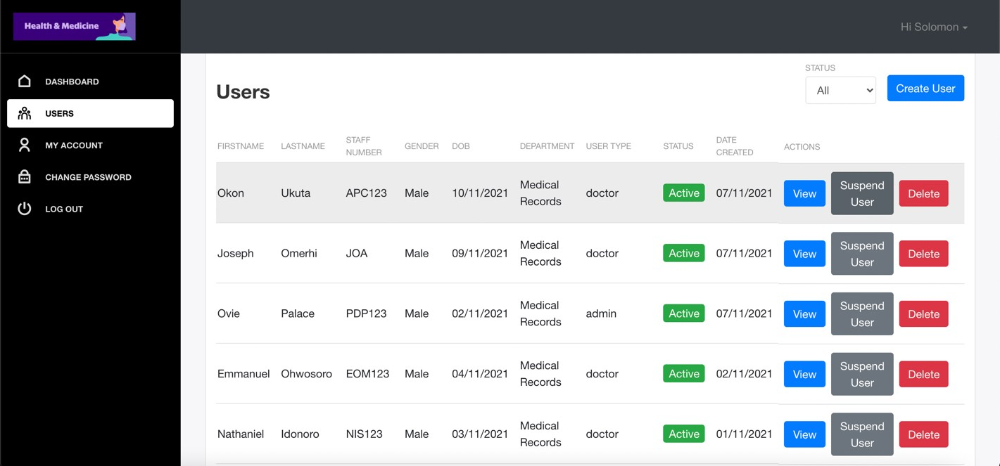 Health & Medicine
Hi Solomon
DASHBOARD
USERS
MY ACCOUNT
CHANGE PASSWORD
LOG OUT
Users
STATUS
All
Create User
FIRSTNAME LASTNAME STAFF NUMBER GENDER DOB DEPARTMENT USER TYPE STATUS DATE CREATED ACTIONS
Okon Ukuta APC123 Male 10/11/2021 Medical Records doctor Active 07/11/2021 View Suspend User Delete
Joseph Omerhi JOA Male 09/11/2021 Medical Records doctor Active 07/11/2021 View Suspend User Delete
Ovie Palace PDP123 Male 02/11/2021 Medical Records admin Active 07/11/2021 View Suspend User Delete
Emmanuel Ohwosoro EOM123 Male 04/11/2021 Medical Records doctor Active 02/11/2021 View Suspend User Delete
Nathaniel Idonoro NIS123 Male 03/11/2021 Medical Records doctor Active 01/11/2021 View Suspend User Delete